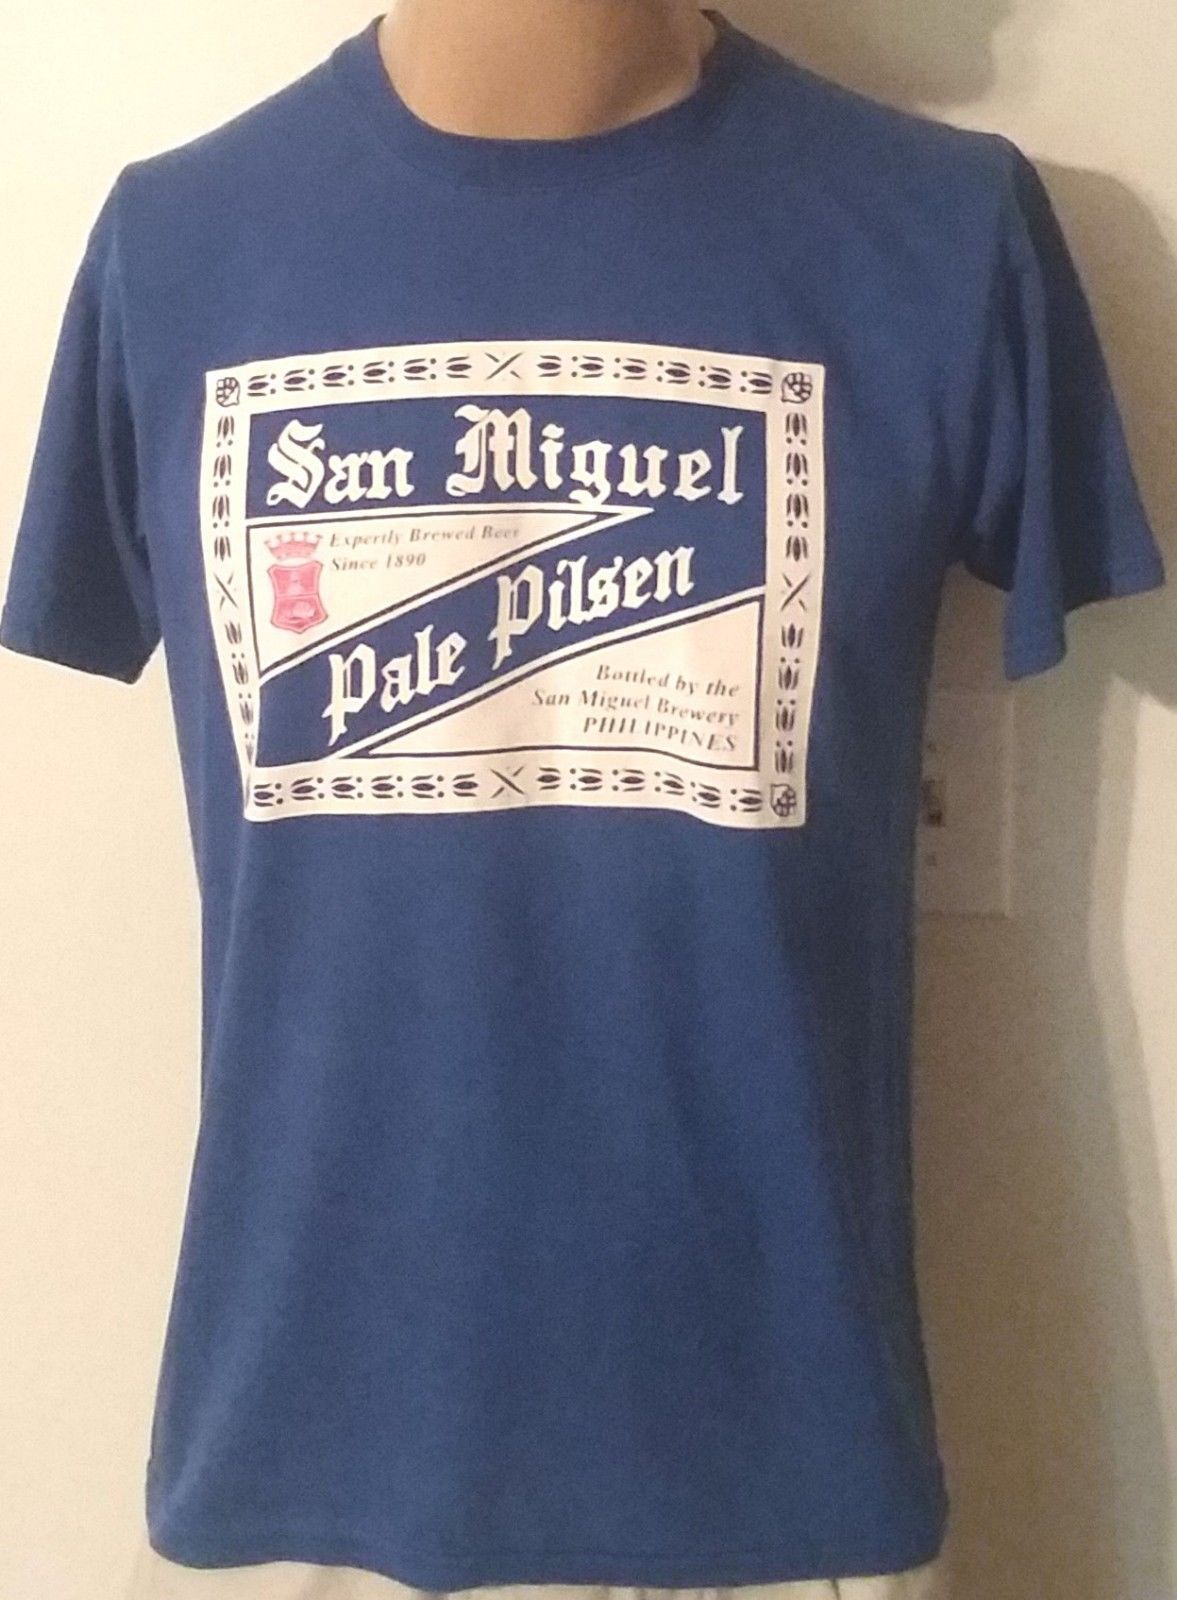 San Miguel
Expertly Brewed Beer
Since 1890
Pale Pilsen
Bottled by the
San Miguel Brewery
PHILIPPINES